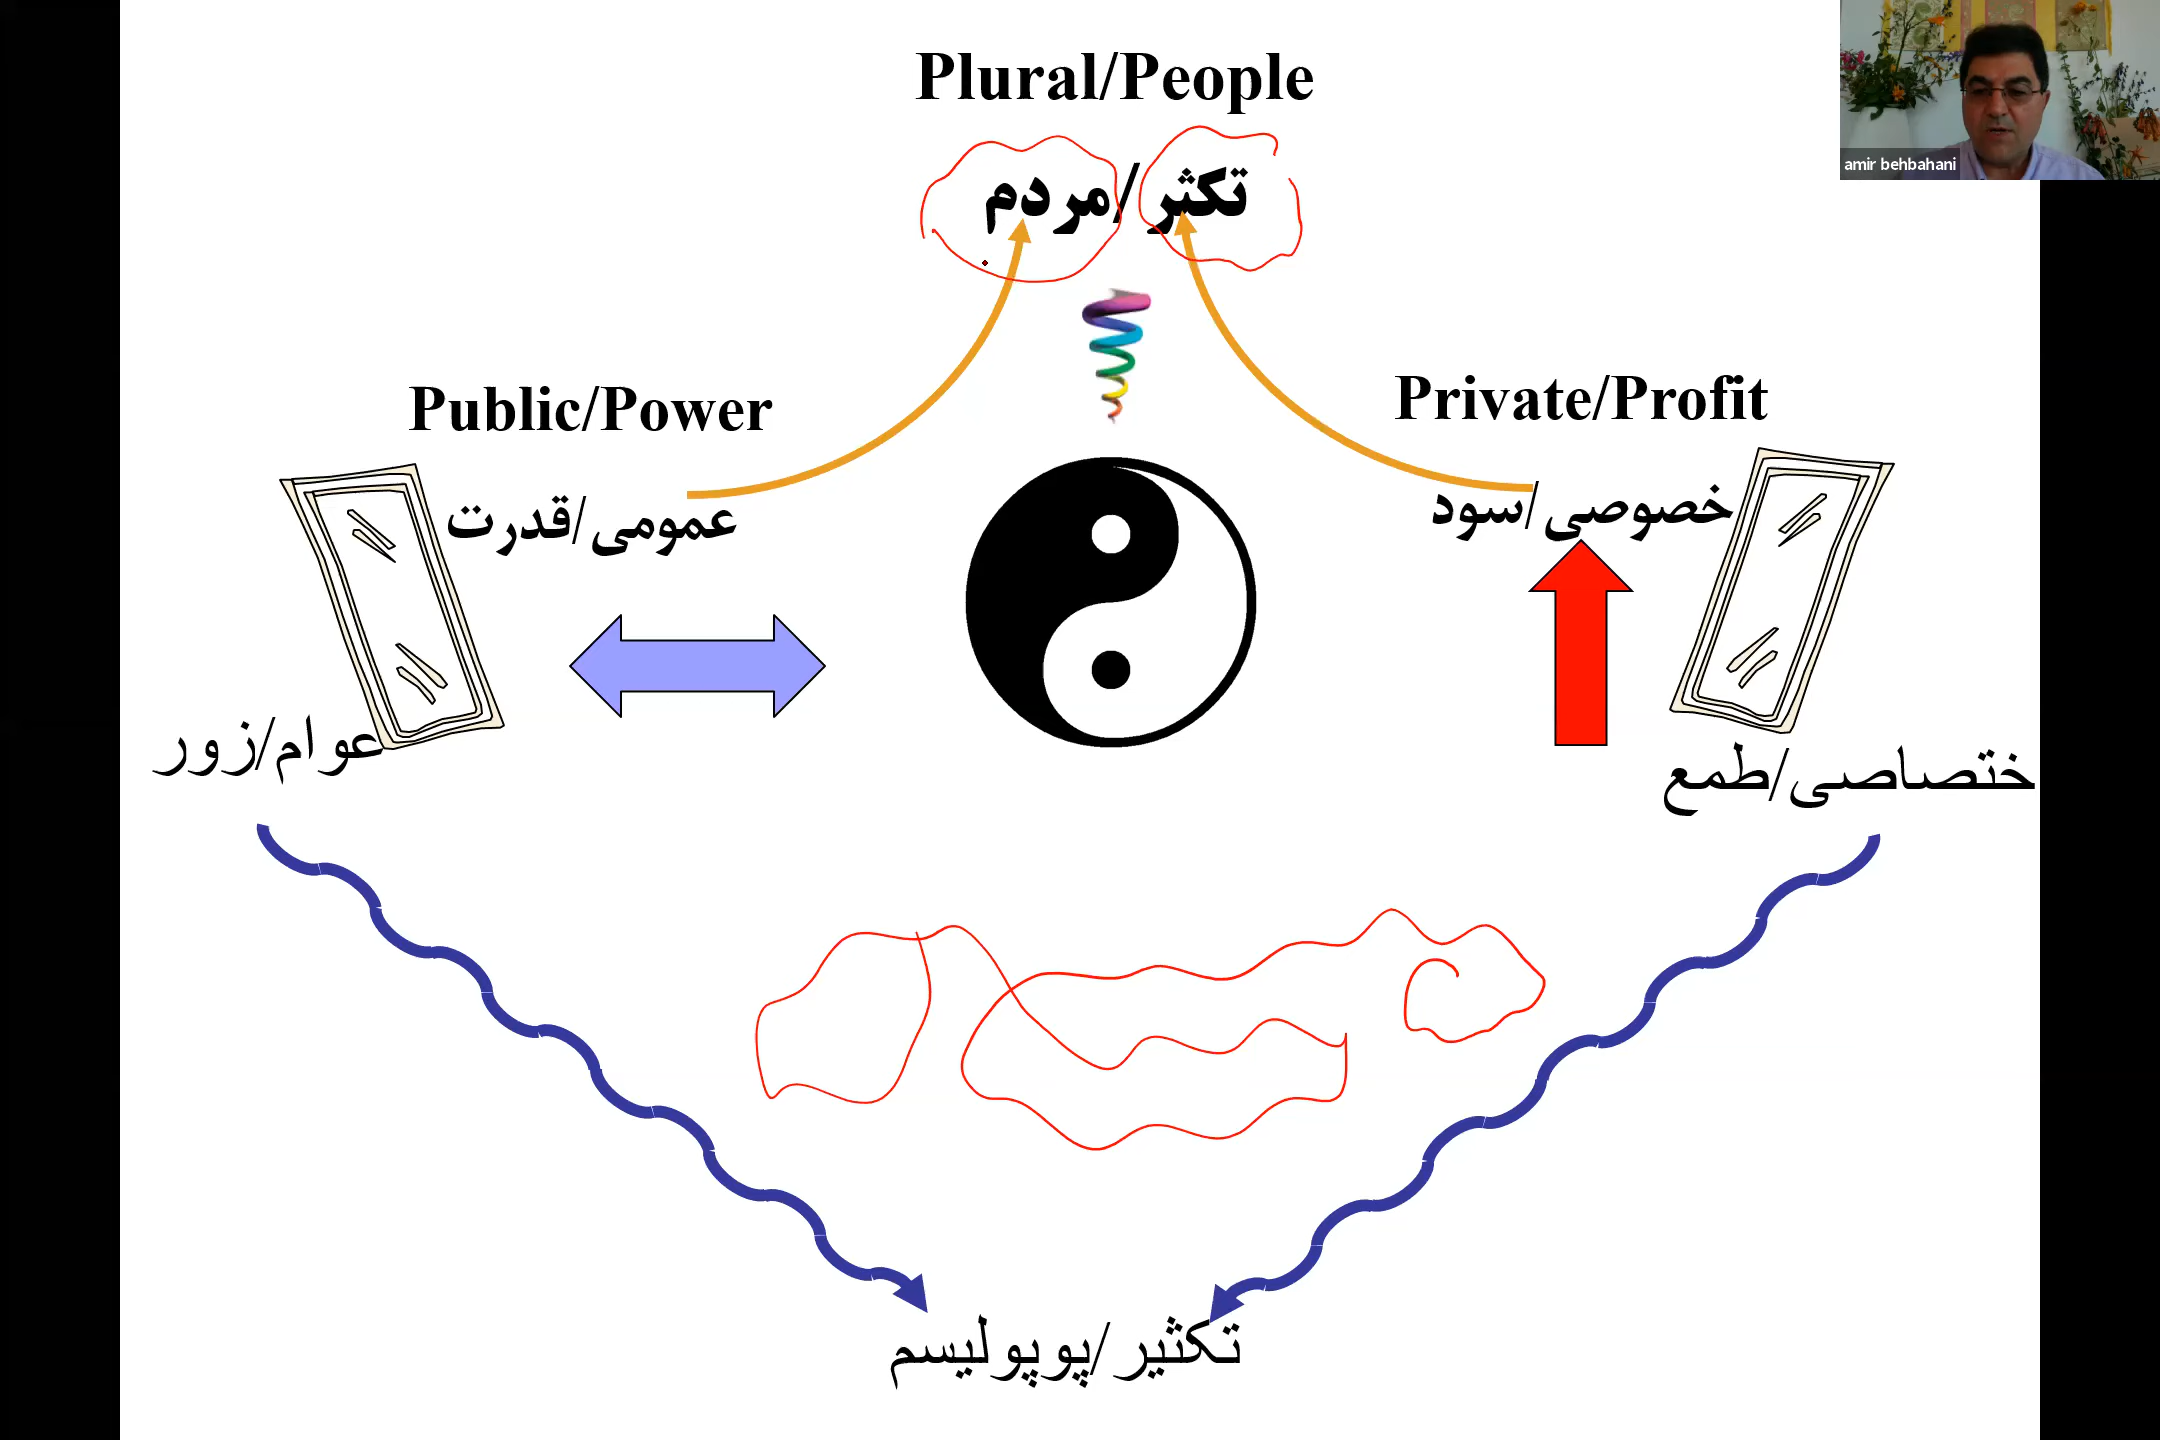 Plural/People
amir behbahani
تکثر/مردم
Private/Profit
Public/Power
خصوصی/سود
عمومی/قدرت
عوام/زور
ختصاصی/طمع
تکثیر/پوپولیسم